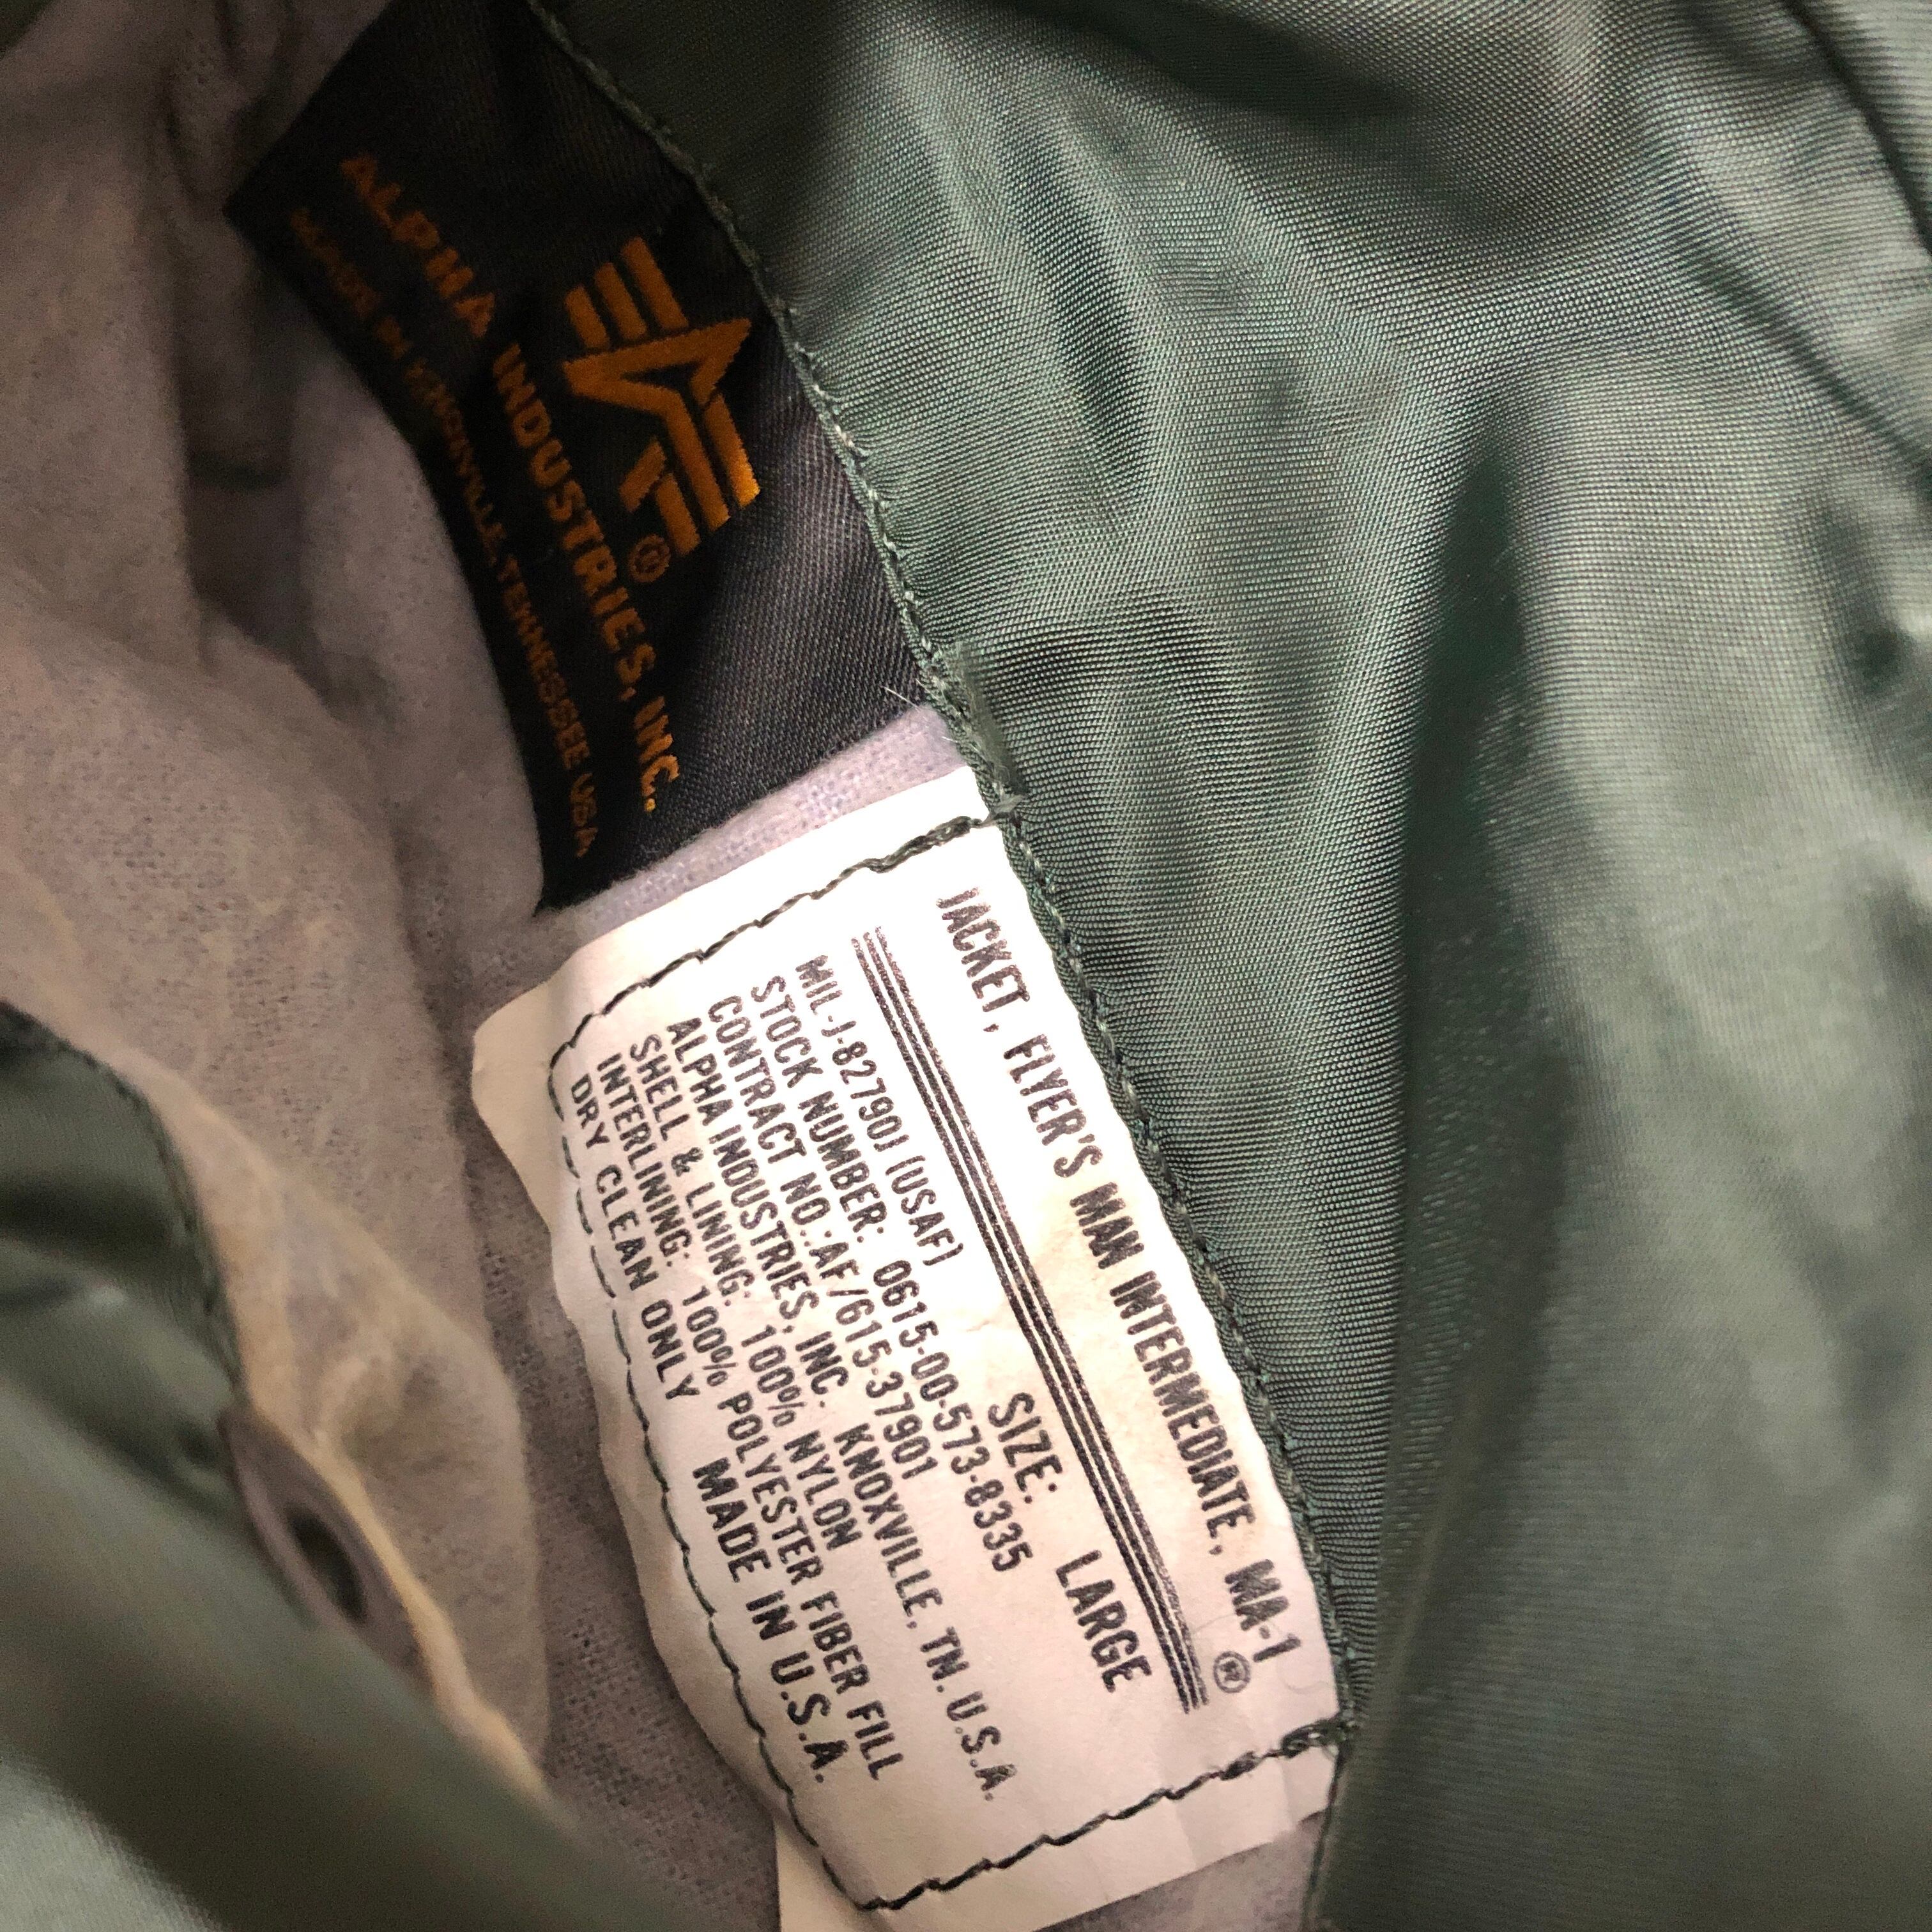 ALPHA INDUSTRIES, INC.
MADE IN KNOXVILLE, TENNESSEE USA
®
JACKET, FLYER'S MAN INTERMEDIATE, MA-1 ®
SIZE: LARGE
MIL-J-8279OJ (USAF)
STOCK NUMBER: 0615-00-573-8335
CONTRACT NO.:AF/615-37901
ALPHA INDUSTRIES, INC. KNOXVILLE, TN. U.S.A.
SHELL & LINING: 100% NYLON
INTERLINING: 100% POLYESTER FIBER FILL
DRY CLEAN ONLY MADE IN U.S.A.